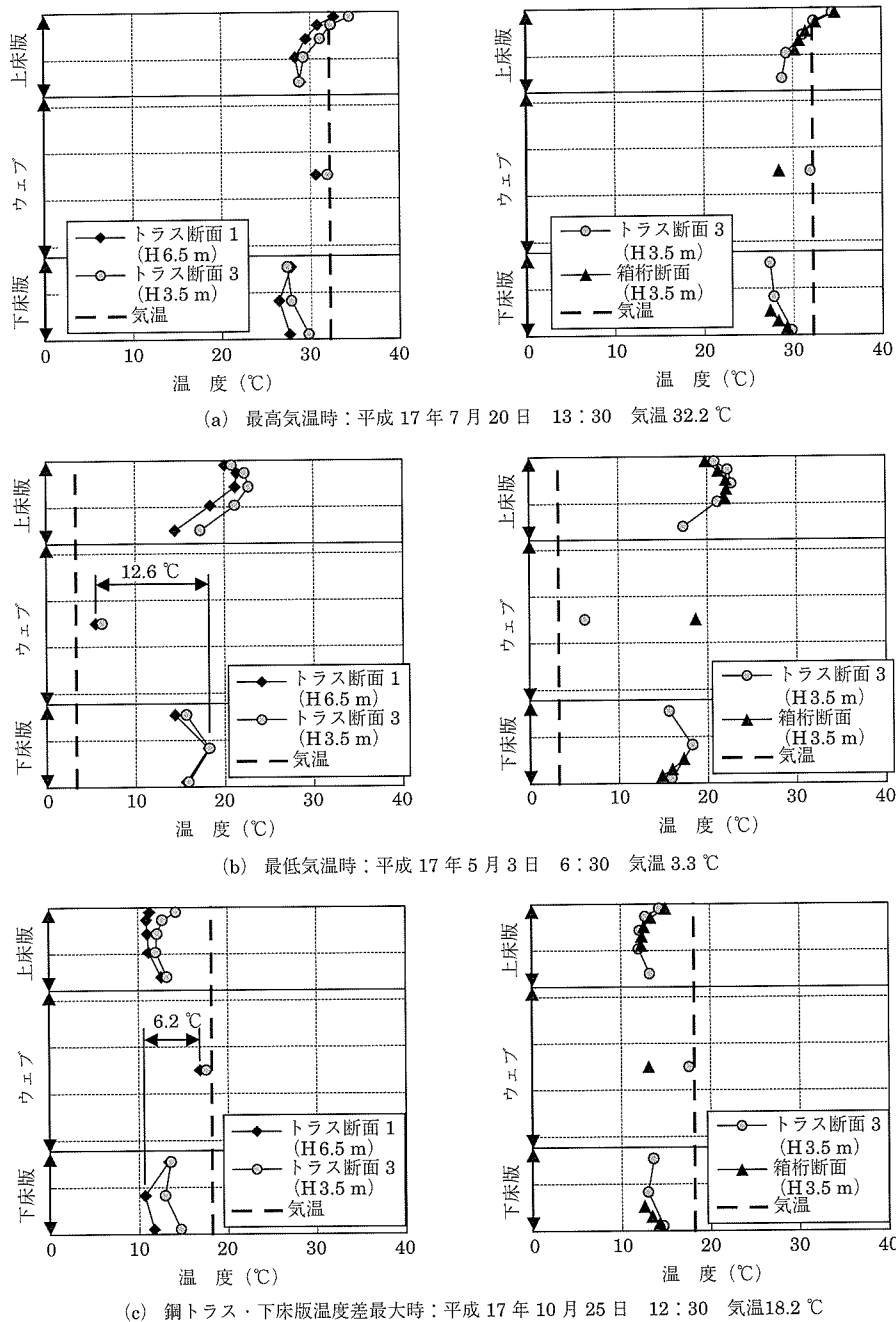 上床版
ウェブ
下床版
トラス断面 1
(H6.5 m)
トラス断面 3
(H3.5 m)
気温
0 10 20 30 40
温 度 (℃)
上床版
ウェブ
下床版
トラス断面 3
(H3.5 m)
箱桁断面
(H3.5 m)
気温
0 10 20 30 40
温 度 (℃)
(a) 最高気温時：平成 17 年 7 月 20 日 13：30 気温 32.2 ℃
上床版
ウェブ
下床版
12.6 ℃
トラス断面 1
(H6.5 m)
トラス断面 3
(H3.5 m)
気温
0 10 20 30 40
温 度 (℃)
上床版
ウェブ
下床版
トラス断面 3
(H3.5 m)
箱桁断面
(H3.5 m)
気温
0 10 20 30 40
温 度 (℃)
(b) 最低気温時：平成 17 年 5 月 3 日 6：30 気温 3.3 ℃
上床版
ウェブ
下床版
6.2 ℃
トラス断面 1
(H6.5 m)
トラス断面 3
(H3.5 m)
気温
0 10 20 30 40
温 度 (℃)
上床版
ウェブ
下床版
トラス断面 3
(H3.5 m)
箱桁断面
(H3.5 m)
気温
0 10 20 30 40
温 度 (℃)
(c) 鋼トラス・下床版温度差最大時：平成 17 年 10 月 25 日 12：30 気温18.2 ℃